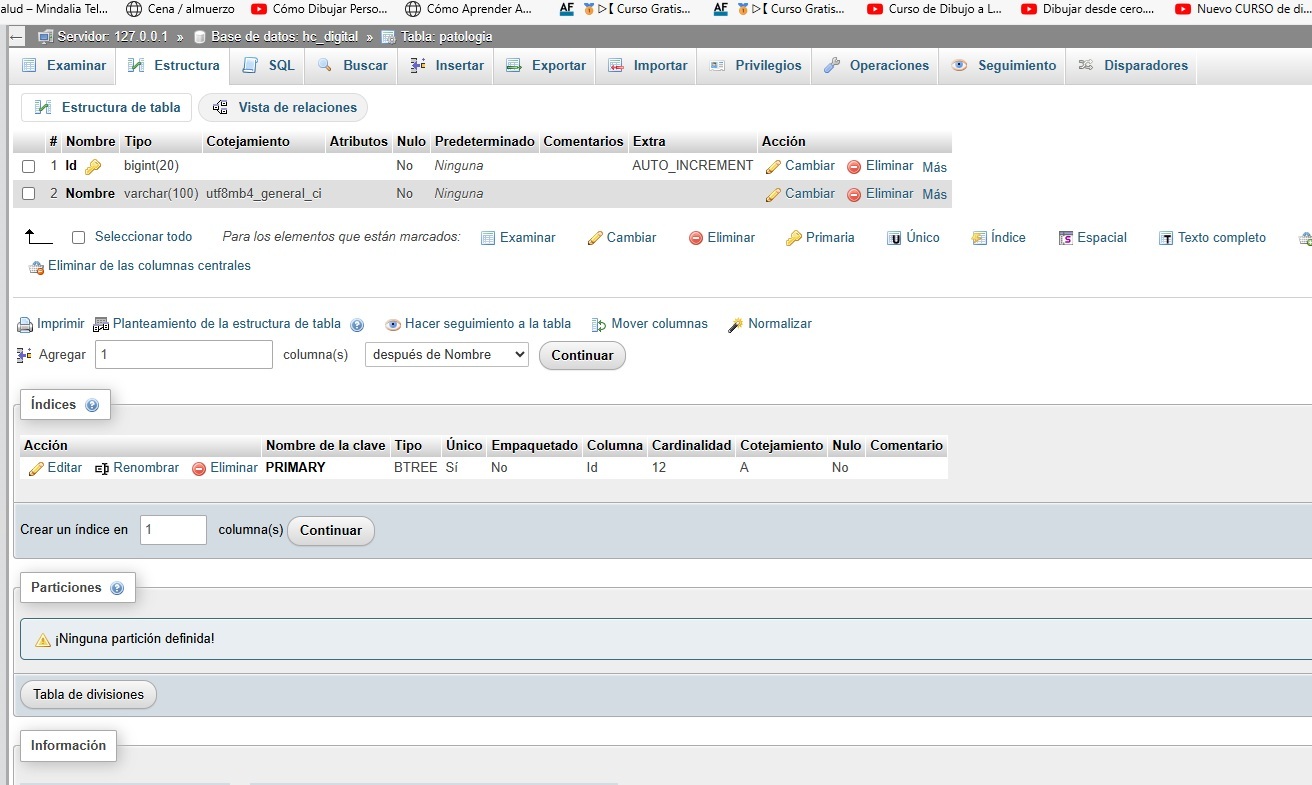 alud – Mindalia Tel... Cena / almuerzo Cómo Dibujar Perso... Cómo Aprender A... AF ▷【 Curso Gratis... AF ▷【 Curso Gratis... Curso de Dibujo a L... Dibujar desde cero.... Nuevo CURSO de di...
← Servidor: 127.0.0.1 » Base de datos: hc_digital » Tabla: patologia
Examinar Estructura SQL Buscar Insertar Exportar Importar Privilegios Operaciones Seguimiento Disparadores
Estructura de tabla Vista de relaciones
# Nombre Tipo Cotejamiento Atributos Nulo Predeterminado Comentarios Extra Acción
1 Id bigint(20) No Ninguna AUTO_INCREMENT Cambiar Eliminar Más
2 Nombre varchar(100) utf8mb4_general_ci No Ninguna Cambiar Eliminar Más
Seleccionar todo Para los elementos que están marcados: Examinar Cambiar Eliminar Primaria Único Índice Espacial Texto completo
Eliminar de las columnas centrales
Imprimir Planteamiento de la estructura de tabla Hacer seguimiento a la tabla Mover columnas Normalizar
Agregar 1 columna(s) después de Nombre Continuar
Índices
Acción Nombre de la clave Tipo Único Empaquetado Columna Cardinalidad Cotejamiento Nulo Comentario
Editar Renombrar Eliminar PRIMARY BTREE Sí No Id 12 A No
Crear un índice en 1 columna(s) Continuar
Particiones
¡Ninguna partición definida!
Tabla de divisiones
Información